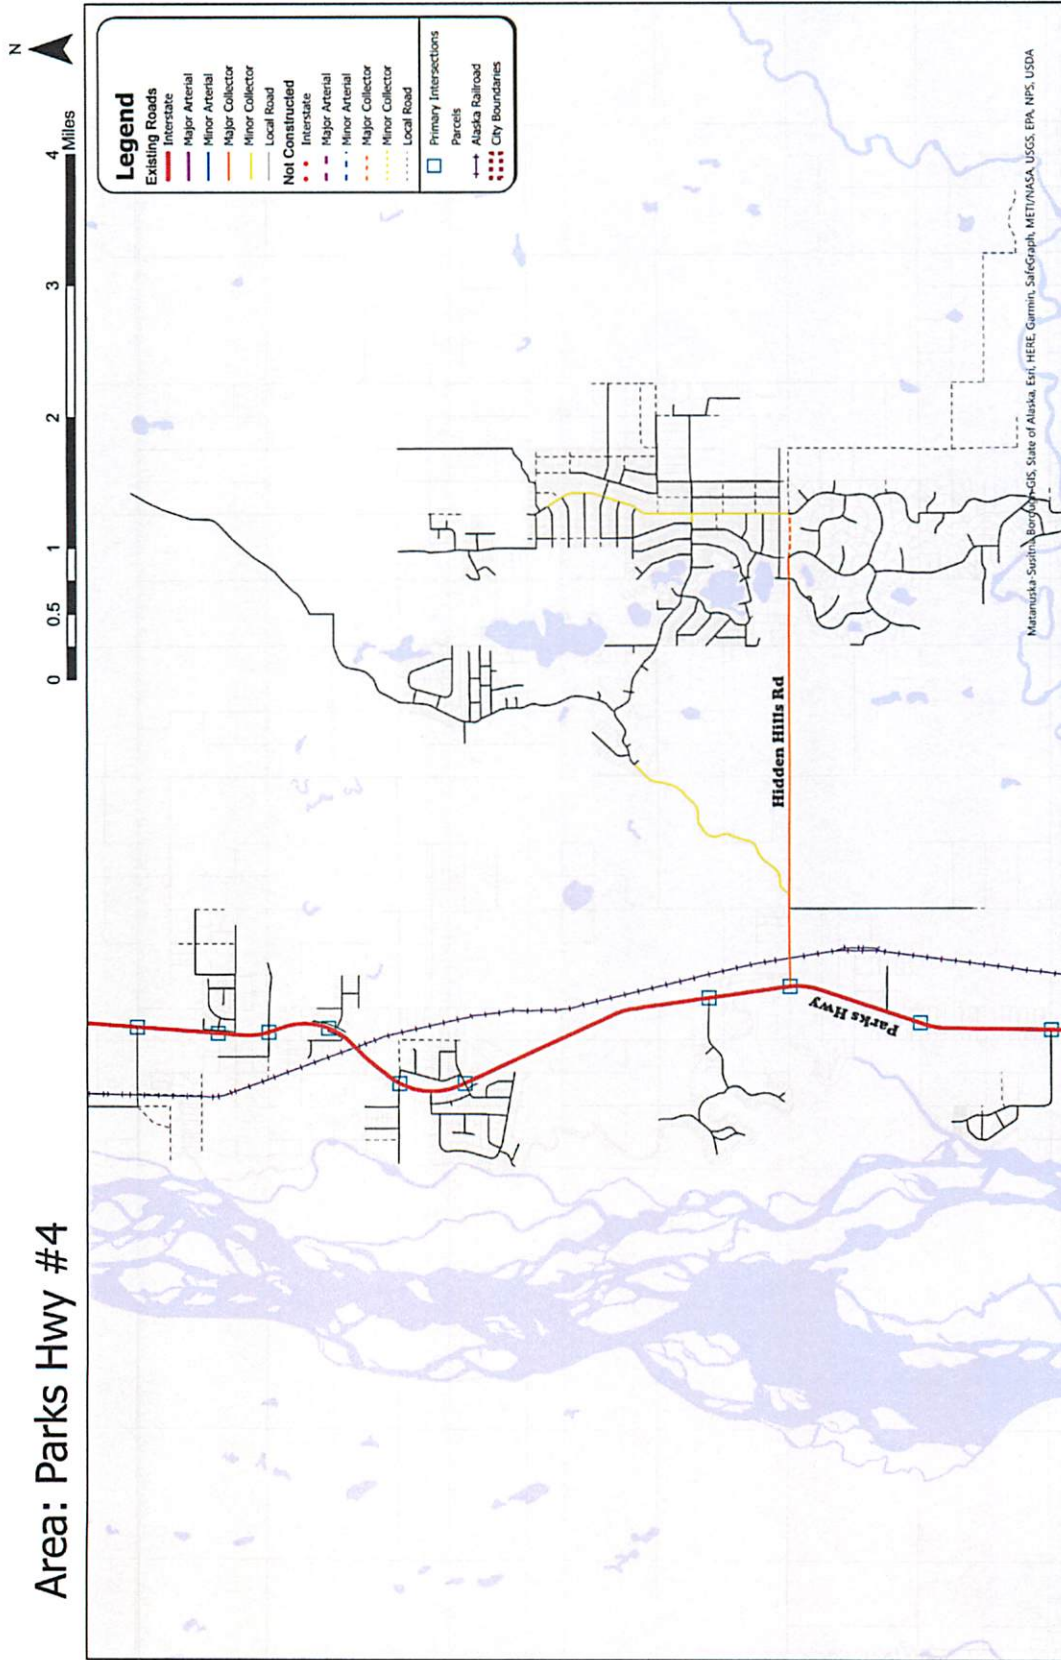 Area: Parks Hwy #4
0 0.5 1 2 3 4
Miles
N
Legend
Existing Roads
Interstate
Major Arterial
Minor Arterial
Major Collector
Minor Collector
Local Road
Not Constructed
Interstate
Major Arterial
Minor Arterial
Major Collector
Minor Collector
Local Road
Primary Intersections
Parcels
Alaska Railroad
City Boundaries
Hidden Hills Rd
Parks Hwy
Matanuska-Susitna Borough GIS, State of Alaska, Esri, HERE, Garmin, SafeGraph, METI/NASA, USGS, EPA, NPS, USDA